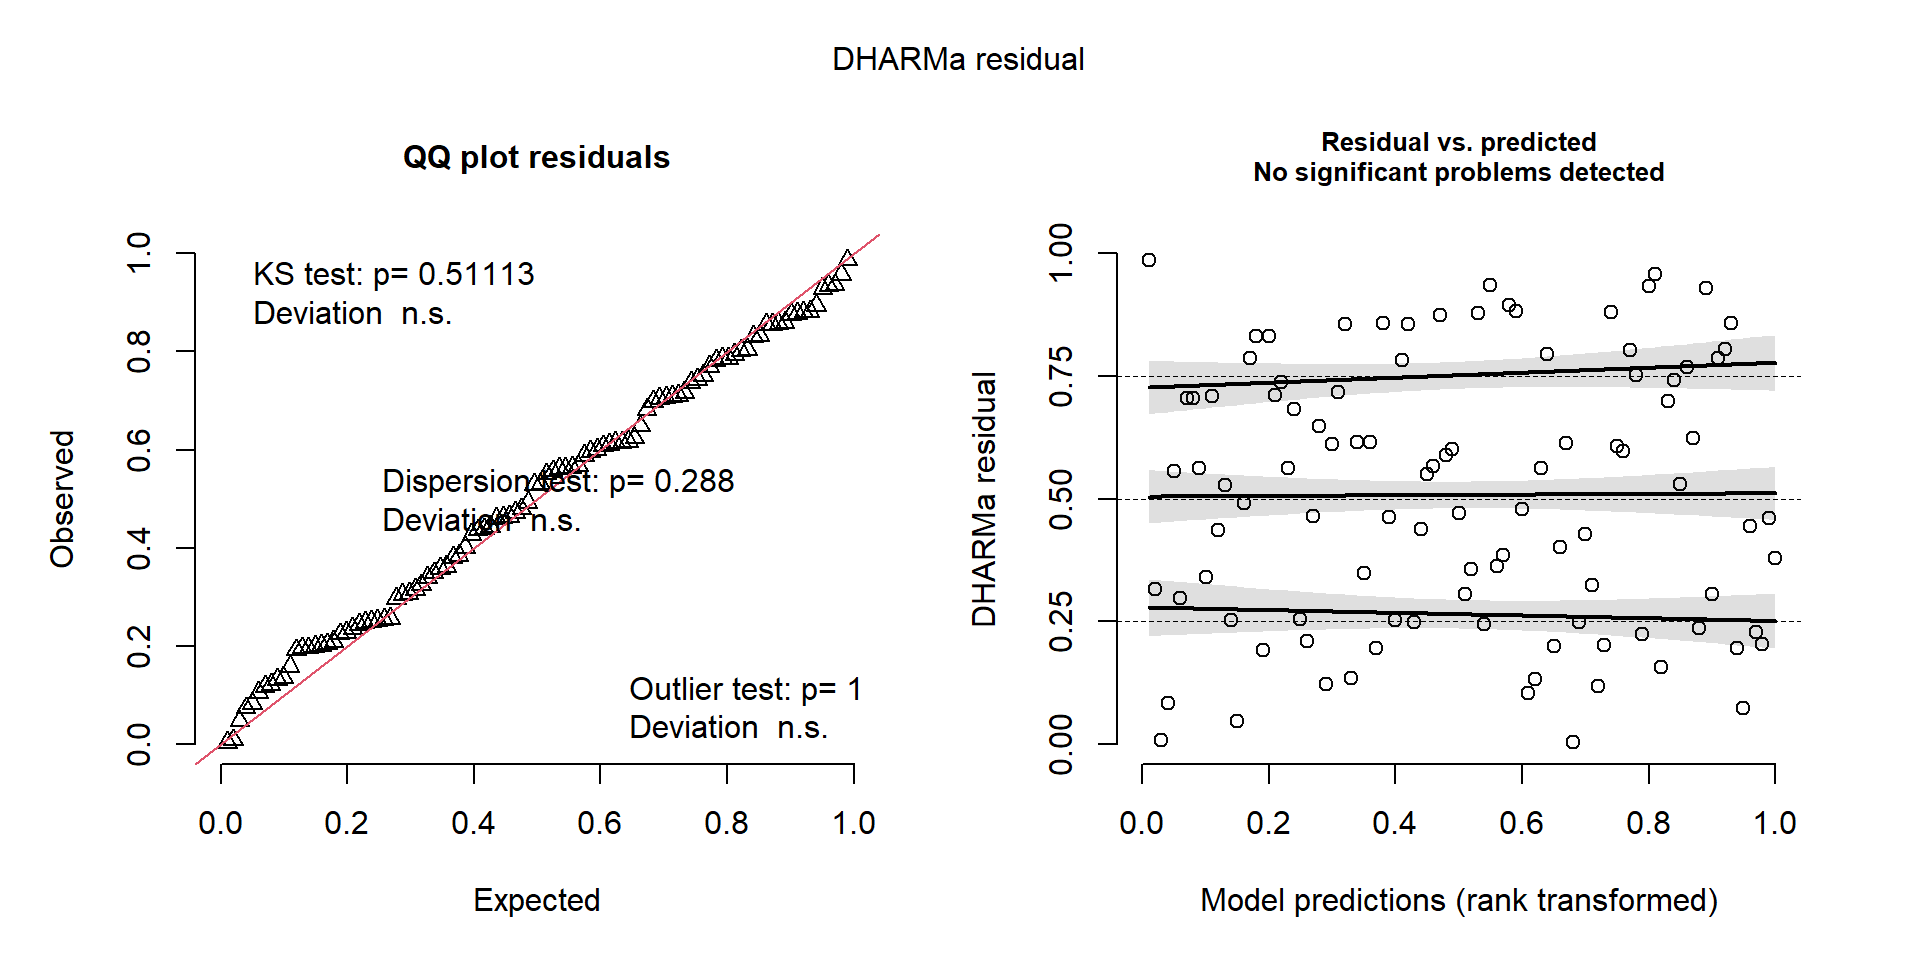 DHARMa residual
QQ plot residuals
KS test: p= 0.51113
Deviation  n.s.
Dispersion test: p= 0.288
Deviation  n.s.
Outlier test: p= 1
Deviation  n.s.
Observed
0.0 0.2 0.4 0.6 0.8 1.0
0.0 0.2 0.4 0.6 0.8 1.0
Expected
Residual vs. predicted
No significant problems detected
DHARMa residual
0.00 0.25 0.50 0.75 1.00
0.0 0.2 0.4 0.6 0.8 1.0
Model predictions (rank transformed)